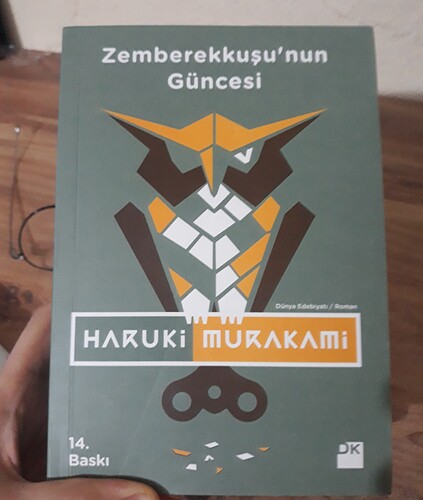 Zemberekkuşu'nun
Güncesi
Dünya Edebiyatı / Roman
HARUKi MURAKAMi
14.
Baskı
DK